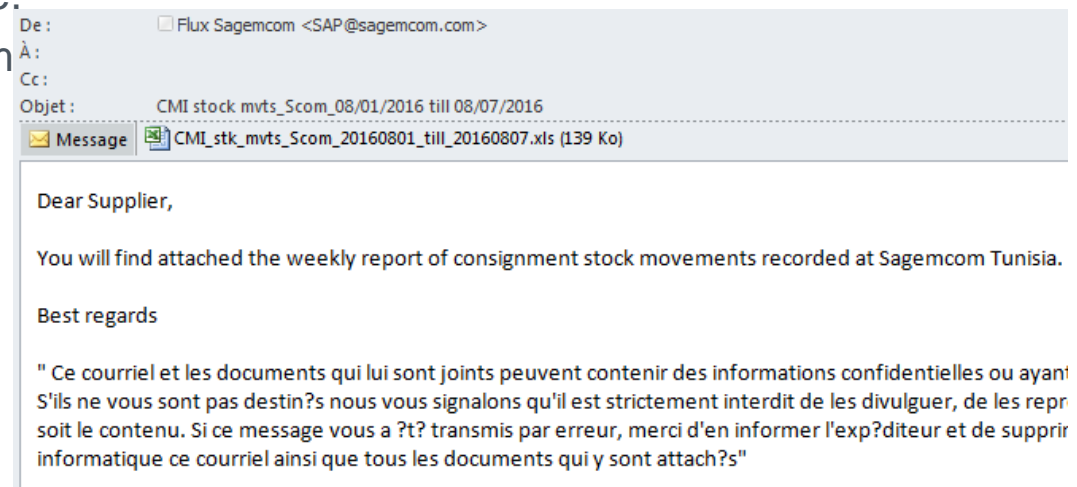 De : Flux Sagemcom <SAP@sagemcom.com>
À :
Cc :
Objet : CMI stock mvts_Scom_08/01/2016 till 08/07/2016
Message CMI_stk_mvts_Scom_20160801_till_20160807.xls (139 Ko)
Dear Supplier,
You will find attached the weekly report of consignment stock movements recorded at Sagemcom Tunisia.
Best regards
" Ce courriel et les documents qui lui sont joints peuvent contenir des informations confidentielles ou ayant
S'ils ne vous sont pas destin?s nous vous signalons qu'il est strictement interdit de les divulguer, de les
soit le contenu. Si ce message vous a ?t? transmis par erreur, merci d'en informer l'exp?diteur et de
informatique ce courriel ainsi que tous les documents qui y sont attach?s"